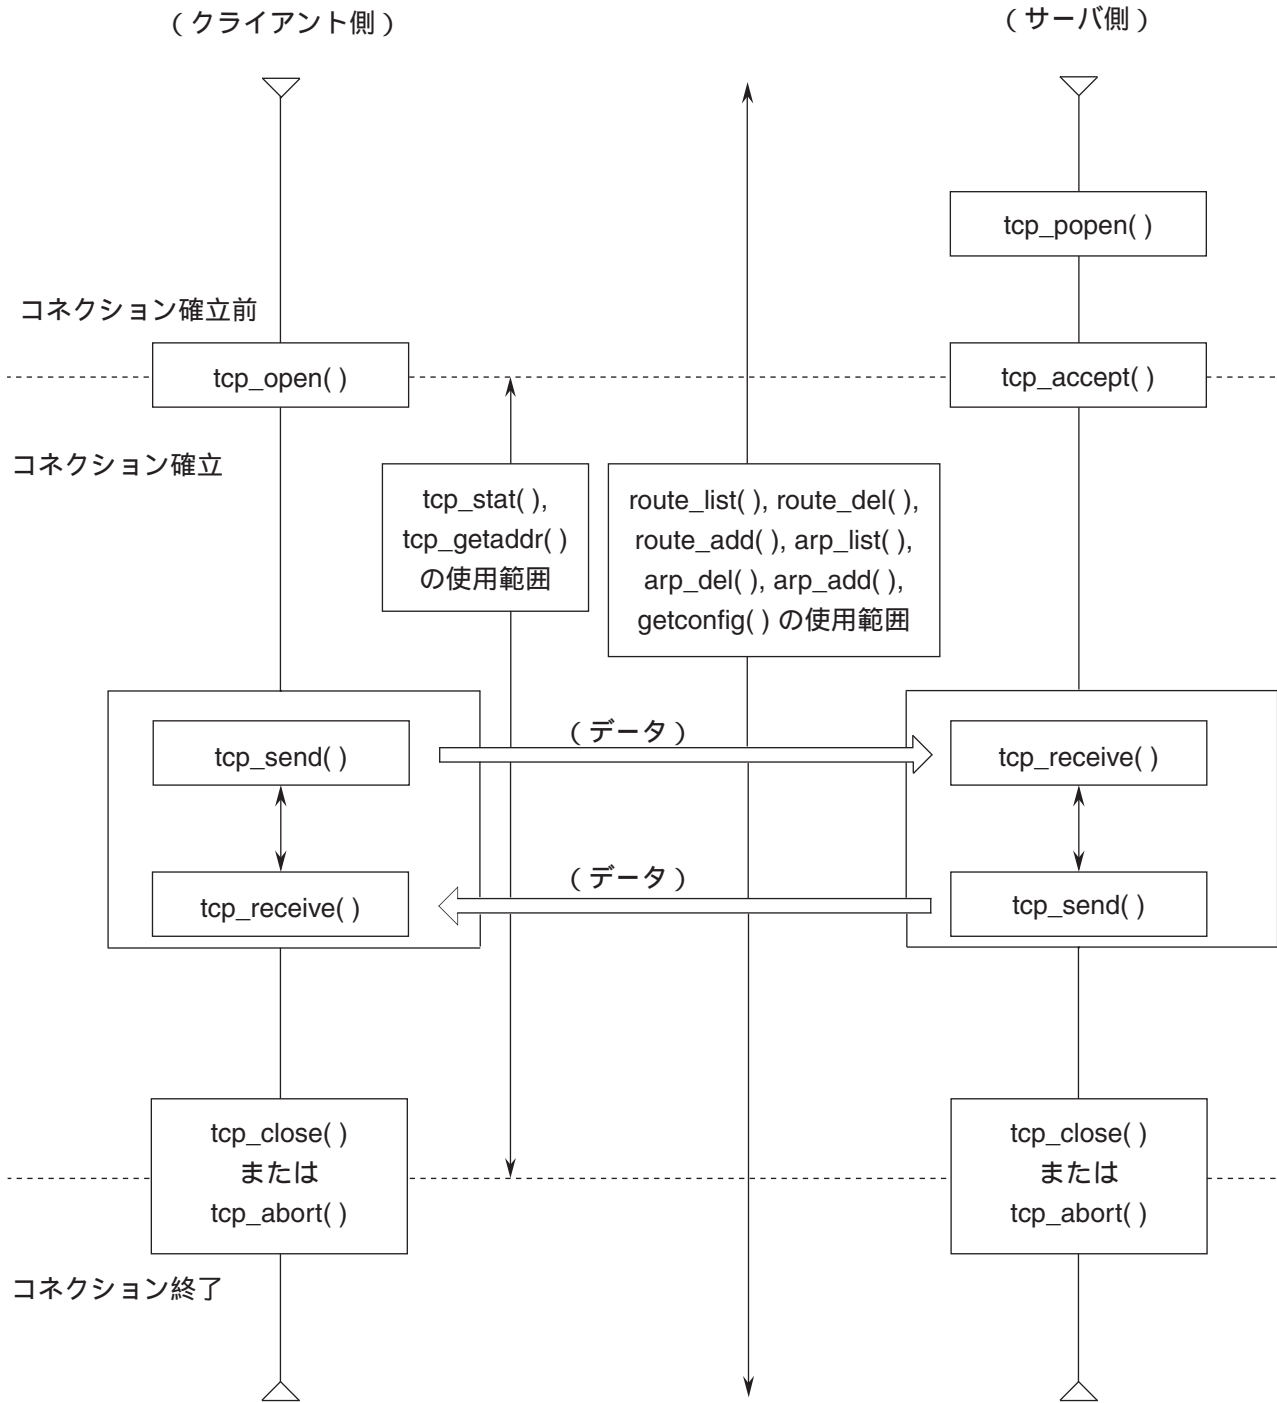 （クライアント側）
（サーバ側）
tcp_popen( )
コネクション確立前
tcp_open( )
tcp_accept( )
コネクション確立
tcp_stat( ),
tcp_getaddr( )
の使用範囲
route_list( ), route_del( ),
route_add( ), arp_list( ),
arp_del( ), arp_add( ),
getconfig( ) の使用範囲
（データ）
tcp_send( )
tcp_receive( )
（データ）
tcp_receive( )
tcp_send( )
tcp_close( )
または
tcp_abort( )
tcp_close( )
または
tcp_abort( )
コネクション終了